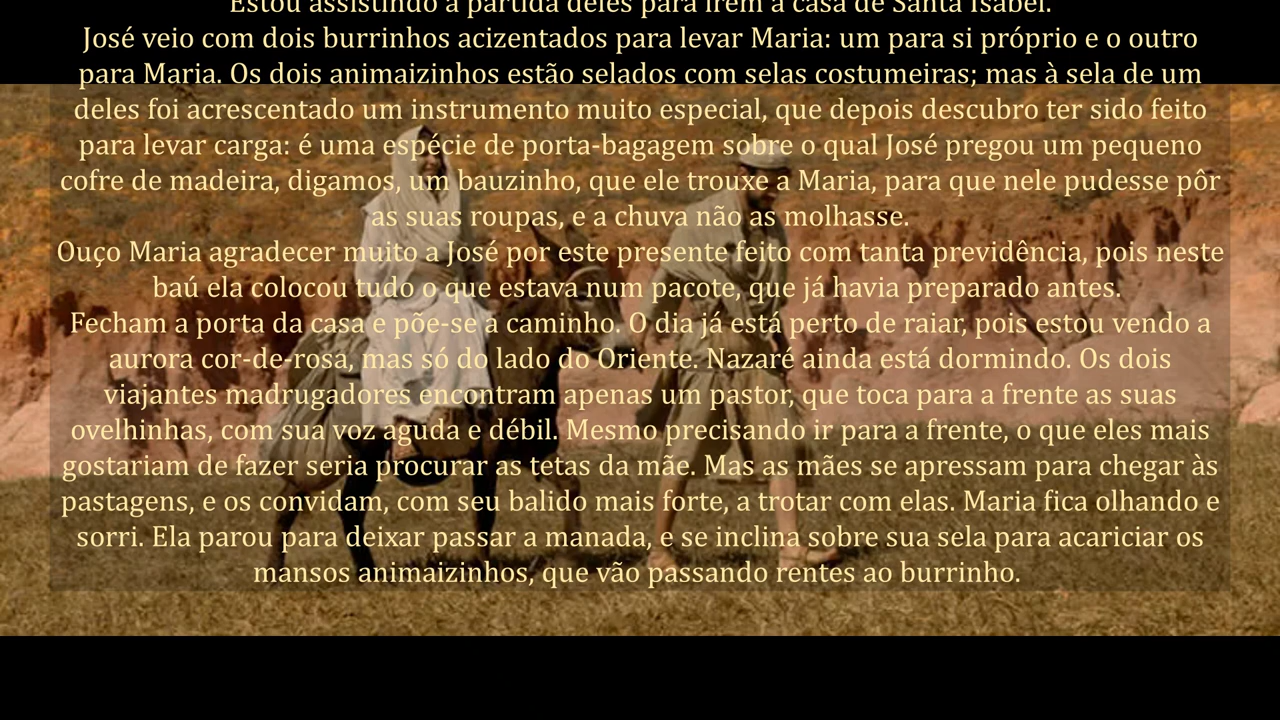 Estou assistindo à partida deles para irem à casa de Santa Isabel.
José veio com dois burrinhos acizentados para levar Maria: um para si próprio e o outro
para Maria. Os dois animaizinhos estão selados com selas costumeiras; mas à sela de um
deles foi acrescentado um instrumento muito especial, que depois descubro ter sido feito
para levar carga: é uma espécie de porta-bagagem sobre o qual José pregou um pequeno
cofre de madeira, digamos, um bauzinho, que ele trouxe a Maria, para que nele pudesse pôr
as suas roupas, e a chuva não as molhasse.
Ouço Maria agradecer muito a José por este presente feito com tanta previdência, pois neste
baú ela colocou tudo o que estava num pacote, que já havia preparado antes.
Fecham a porta da casa e põe-se a caminho. O dia já está perto de raiar, pois estou vendo a
aurora cor-de-rosa, mas só do lado do Oriente. Nazaré ainda está dormindo. Os dois
viajantes madrugadores encontram apenas um pastor, que toca para a frente as suas
ovelhinhas, com sua voz aguda e débil. Mesmo precisando ir para a frente, o que eles mais
gostariam de fazer seria procurar as tetas da mãe. Mas as mães se apressam para chegar às
pastagens, e os convidam, com seu balido mais forte, a trotar com elas. Maria fica olhando e
sorri. Ela parou para deixar passar a manada, e se inclina sobre sua sela para acariciar os
mansos animaizinhos, que vão passando rentes ao burrinho.